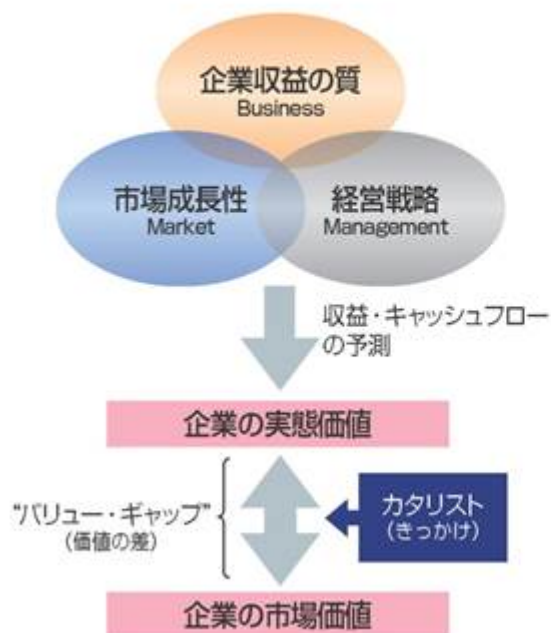 企業収益の質
Business
市場成長性
Market
経営戦略
Management
収益・キャッシュフロー
の予測
企業の実態価値
“バリュー・ギャップ”
(価値の差)
カタリスト
(きっかけ)
企業の市場価値